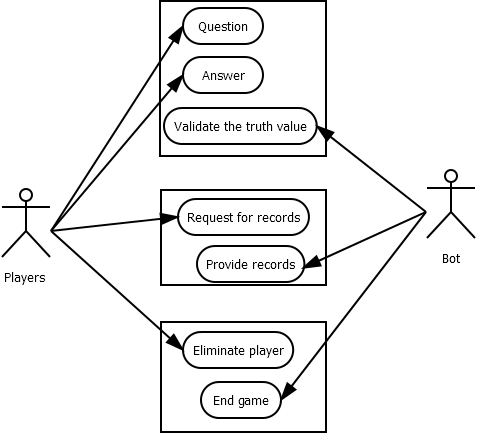 Question
Answer
Validate the truth value
Request for records
Provide records
Players
Bot
Eliminate player
End game